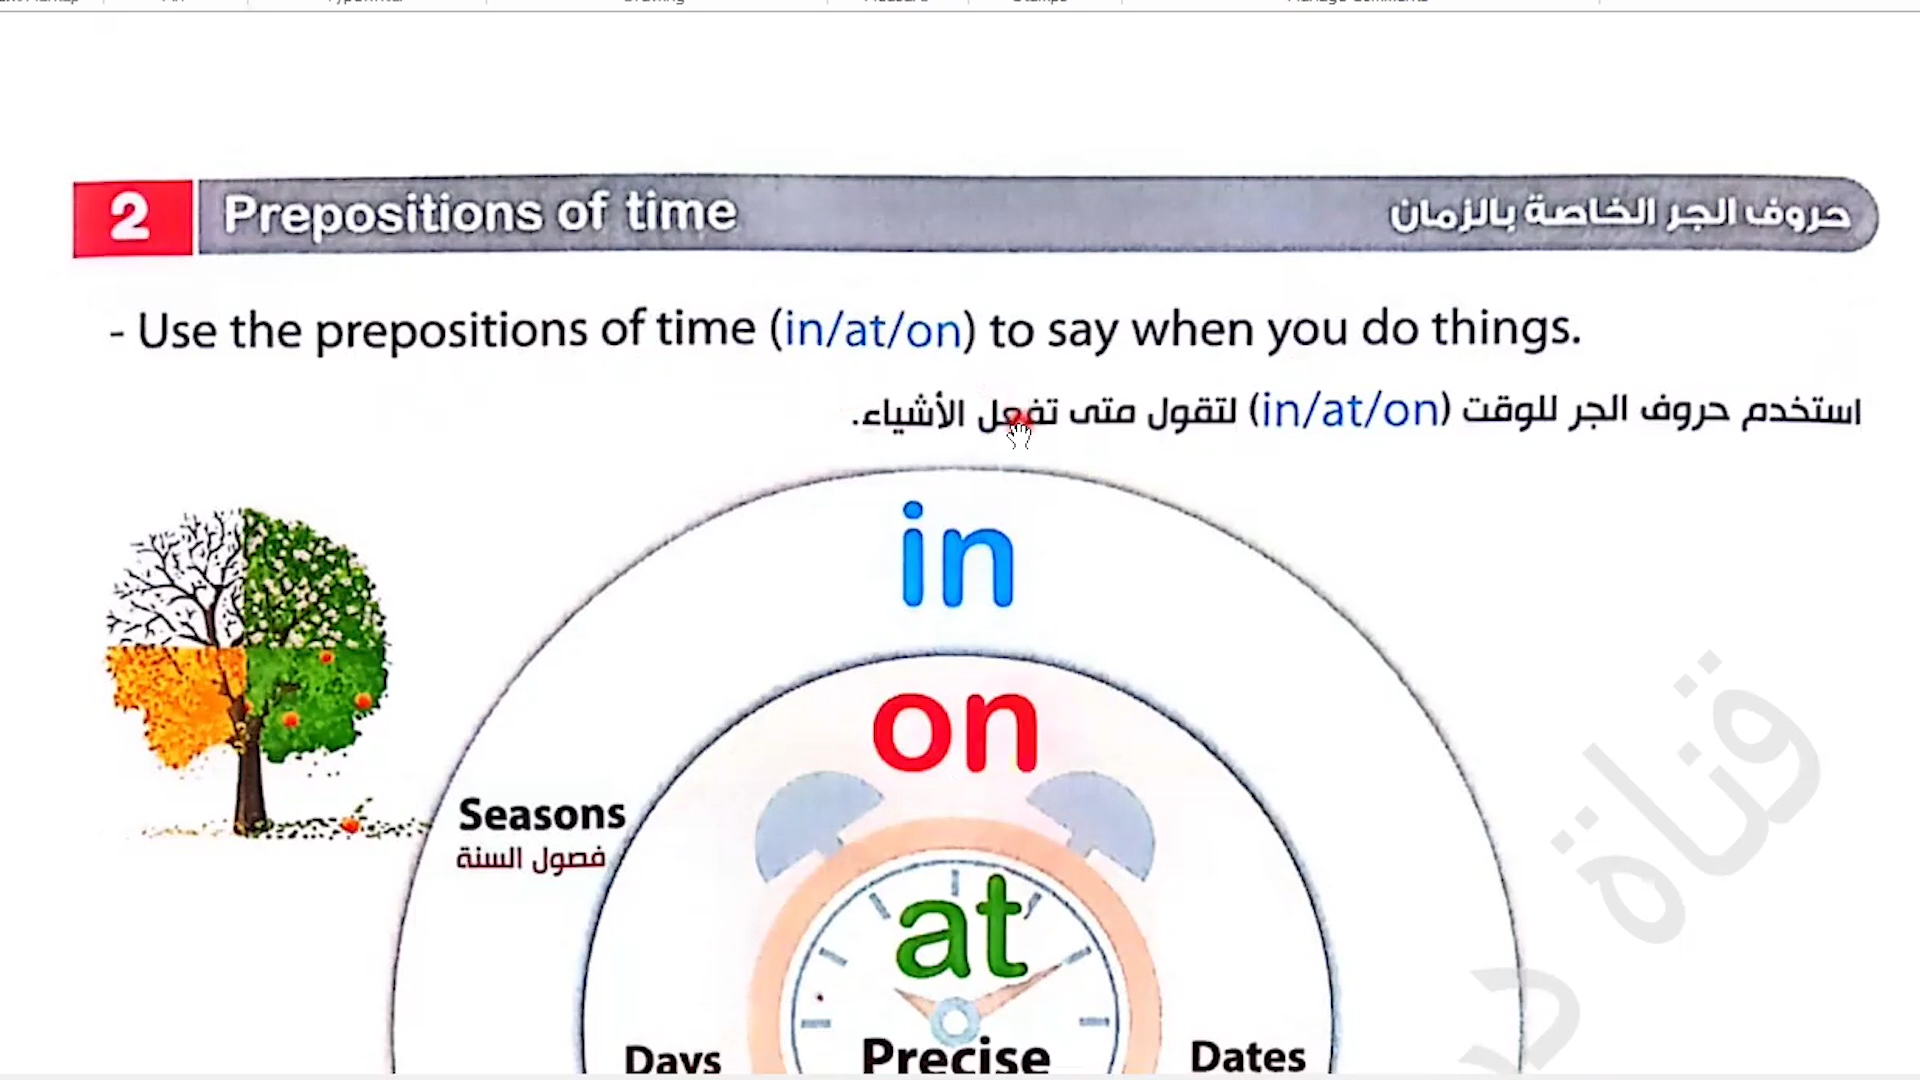 2 Prepositions of time حروف الجر الخاصة بالزمان
- Use the prepositions of time (in/at/on) to say when you do things.
استخدم حروف الجر للوقت (in/at/on) لتقول متى تفعل الأشياء.
in
on
Seasons
فصول السنة
at
Days
Precise
Dates
قناة